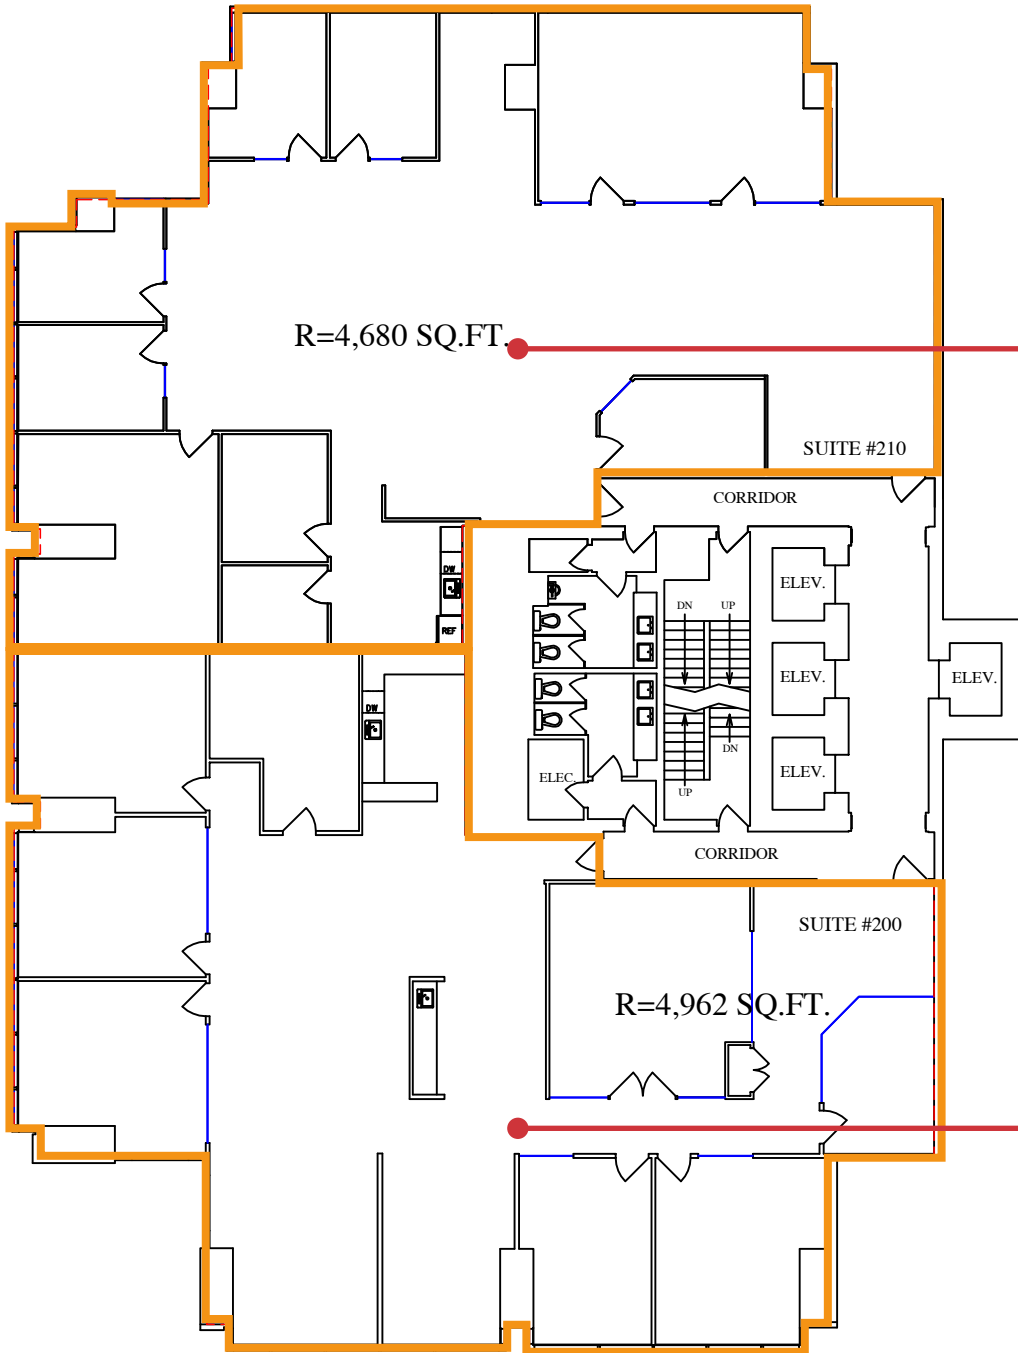 R=4,680 SQ.FT.
SUITE #210
CORRIDOR
DW
REF
ELEV.
DN
UP
ELEV.
ELEV.
DW
DN
ELEC.
ELEV.
UP
CORRIDOR
SUITE #200
R=4,962 SQ.FT.